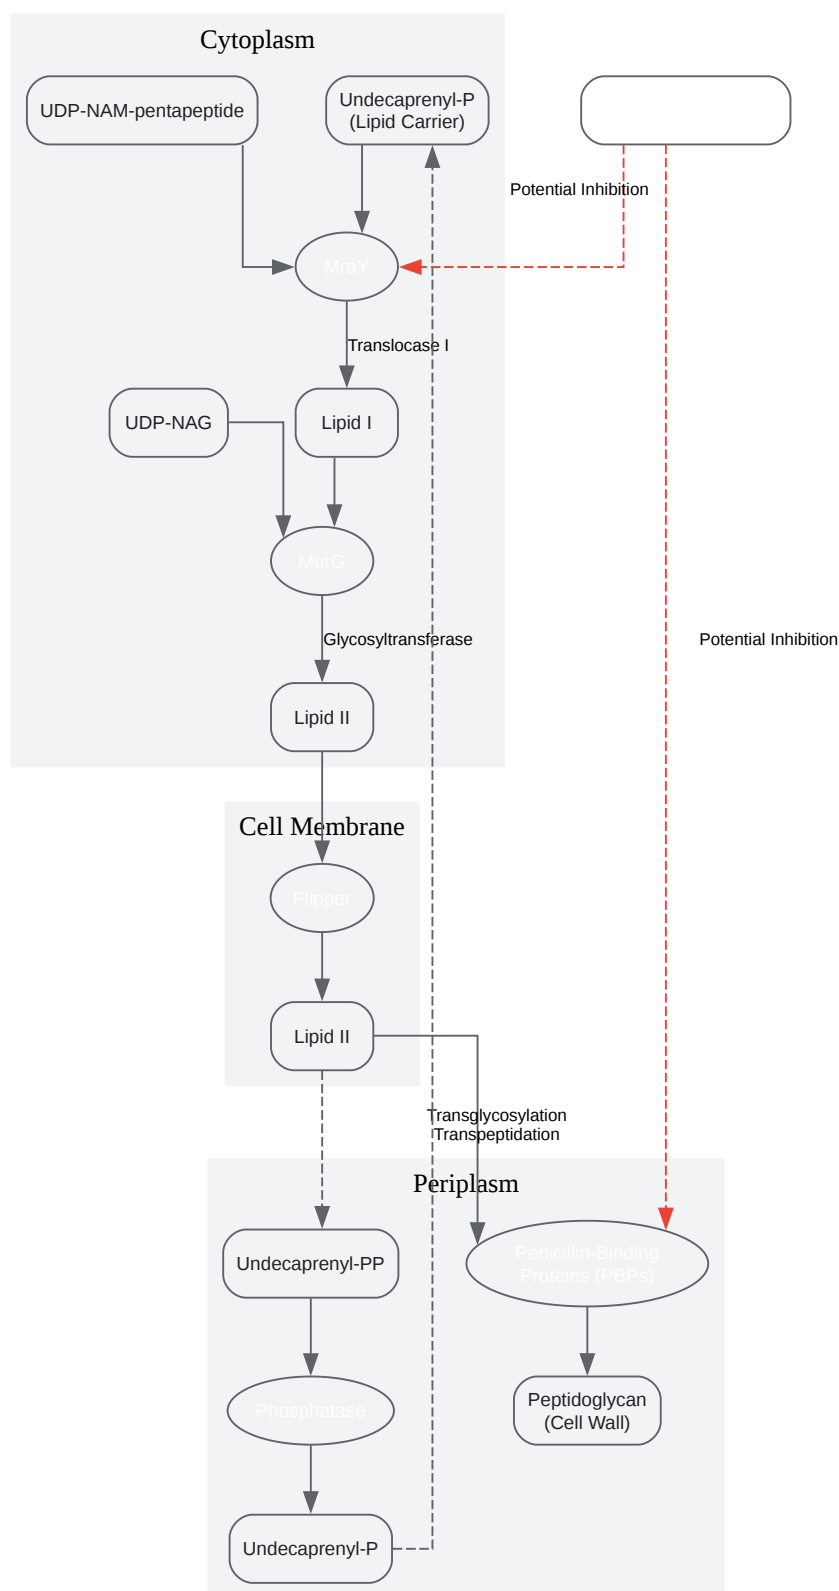 Cytoplasm
UDP-NAM-pentapeptide
Undecaprenyl-P
(Lipid Carrier)
Potential Inhibition
MraY
Translocase I
UDP-NAG
Lipid I
MurG
Glycosyltransferase
Potential Inhibition
Lipid II
Cell Membrane
Flipper
Lipid II
Transglycosylation
Transpeptidation
Periplasm
Undecaprenyl-PP
Penicillin-Binding
Proteins (PBPs)
Phosphatase
Peptidoglycan
(Cell Wall)
Undecaprenyl-P